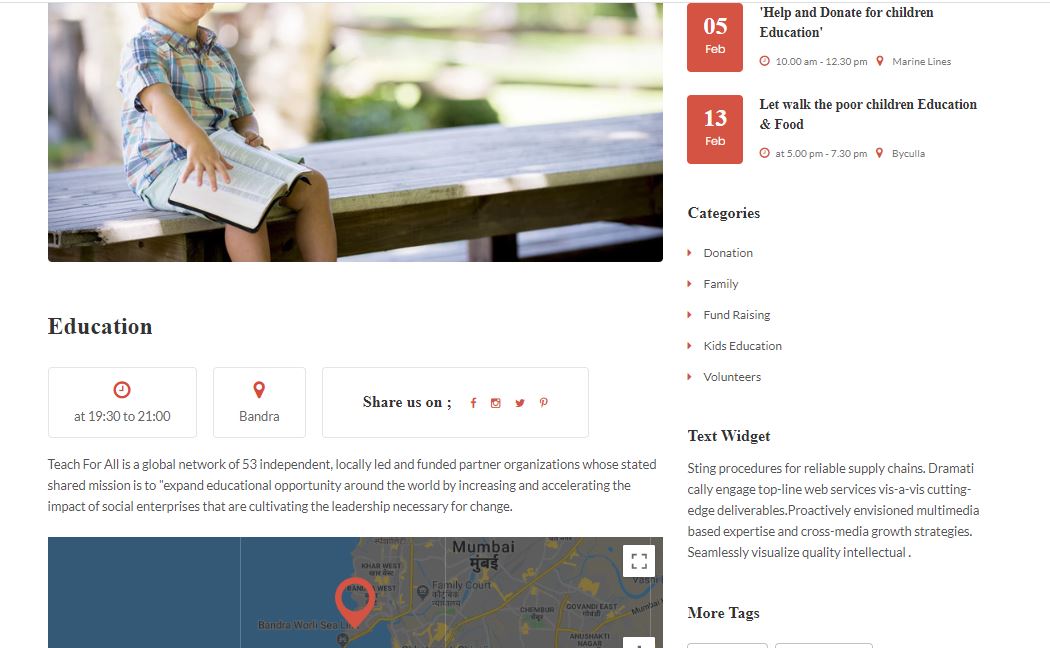 Education
at 19:30 to 21:00
Bandra
Share us on ;
Teach For All is a global network of 53 independent, locally led and funded partner organizations whose stated
shared mission is to "expand educational opportunity around the world by increasing and accelerating the
impact of social enterprises that are cultivating the leadership necessary for change.
Mumbai
मुंबई
KHAR WEST
BANDRA WEST
Family Court
CHEMBUR
GOVANDI EAST
Bandra Worli Sea Li
ANUSHAKTI
NAGAR
05
Feb
'Help and Donate for children
Education'
10.00 am - 12.30 pm
Marine Lines
13
Feb
Let walk the poor children Education
& Food
at 5.00 pm - 7.30 pm
Byculla
Categories
Donation
Family
Fund Raising
Kids Education
Volunteers
Text Widget
Sting procedures for reliable supply chains. Dramati
cally engage top-line web services vis-a-vis cutting-
edge deliverables.Proactively envisioned multimedia
based expertise and cross-media growth strategies.
Seamlessly visualize quality intellectual .
More Tags